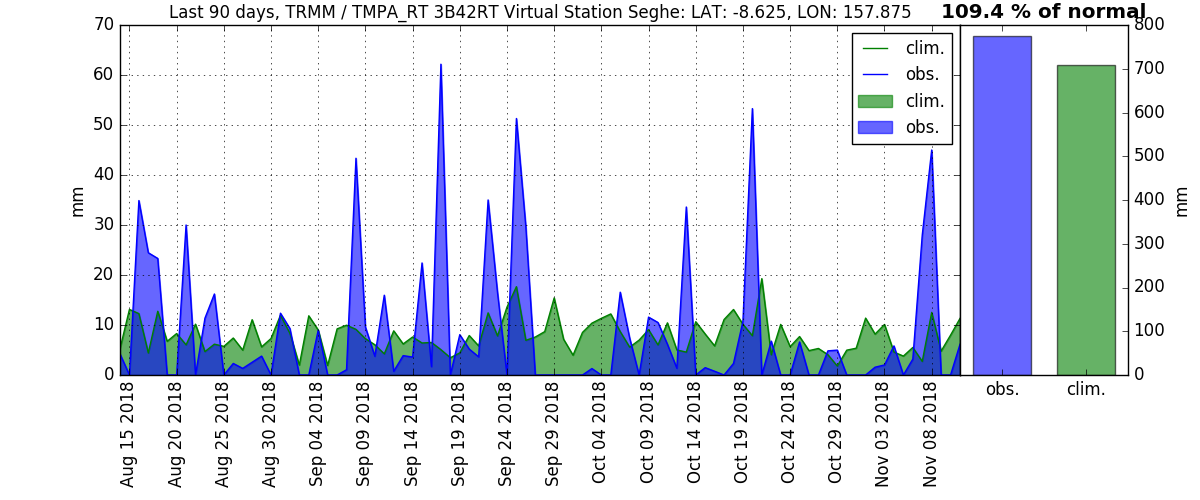 Last 90 days, TRMM / TMPA_RT 3B42RT Virtual Station Seghe: LAT: -8.625, LON: 157.875
109.4 % of normal
70
60
50
40
30
20
10
0
mm
clim.
obs.
clim.
obs.
Aug 15 2018
Aug 20 2018
Aug 25 2018
Aug 30 2018
Sep 04 2018
Sep 09 2018
Sep 14 2018
Sep 19 2018
Sep 24 2018
Sep 29 2018
Oct 04 2018
Oct 09 2018
Oct 14 2018
Oct 19 2018
Oct 24 2018
Oct 29 2018
Nov 03 2018
Nov 08 2018
800
700
600
500
400
300
200
100
0
mm
obs.
clim.